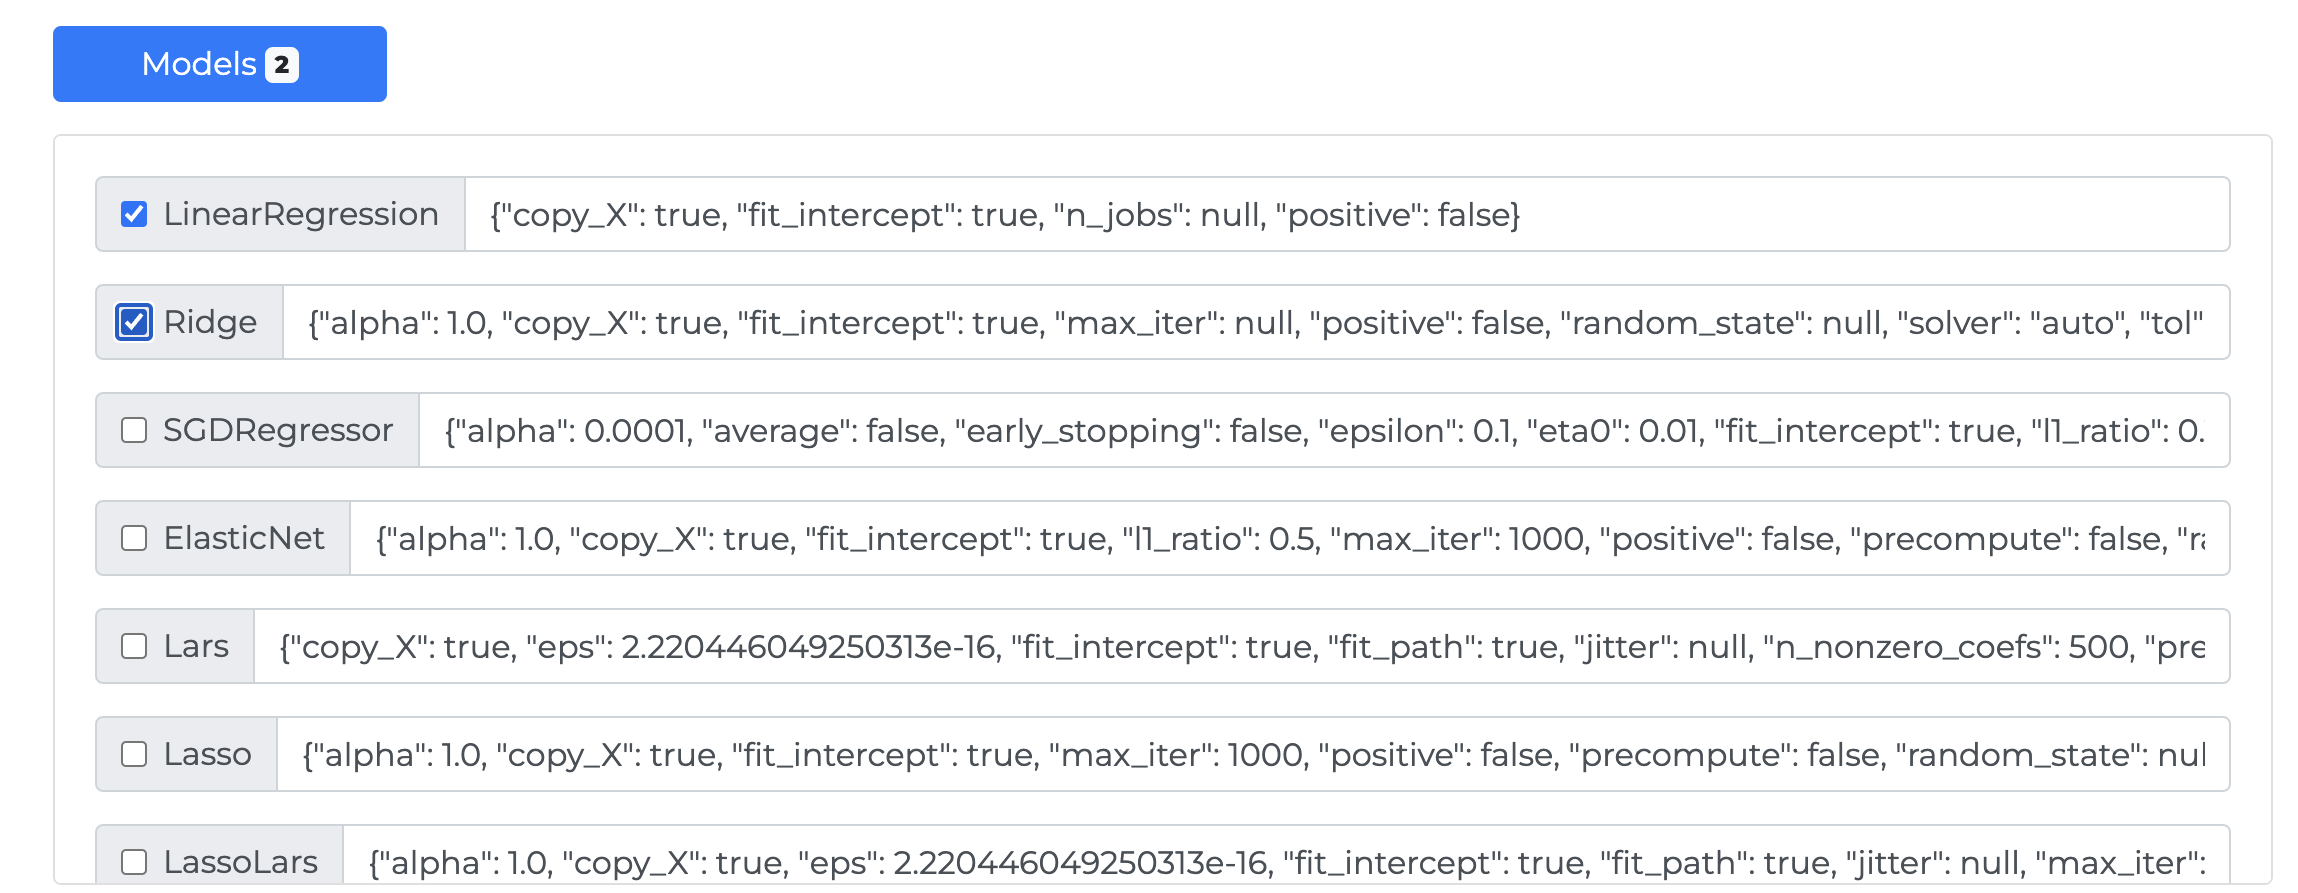 Models 2
LinearRegression {"copy_X": true, "fit_intercept": true, "n_jobs": null, "positive": false}
Ridge {"alpha": 1.0, "copy_X": true, "fit_intercept": true, "max_iter": null, "positive": false, "random_state": null, "solver": "auto", "tol"
SGDRegressor {"alpha": 0.0001, "average": false, "early_stopping": false, "epsilon": 0.1, "eta0": 0.01, "fit_intercept": true, "l1_ratio": 0.
ElasticNet {"alpha": 1.0, "copy_X": true, "fit_intercept": true, "l1_ratio": 0.5, "max_iter": 1000, "positive": false, "precompute": false,
Lars {"copy_X": true, "eps": 2.220446049250313e-16, "fit_intercept": true, "fit_path": true, "jitter": null, "n_nonzero_coefs": 500, "pre
Lasso {"alpha": 1.0, "copy_X": true, "fit_intercept": true, "max_iter": 1000, "positive": false, "precompute": false, "random_state": nul
LassoLars {"alpha": 1.0, "copy_X": true, "eps": 2.220446049250313e-16, "fit_intercept": true, "fit_path": true, "jitter": null, "max_iter":